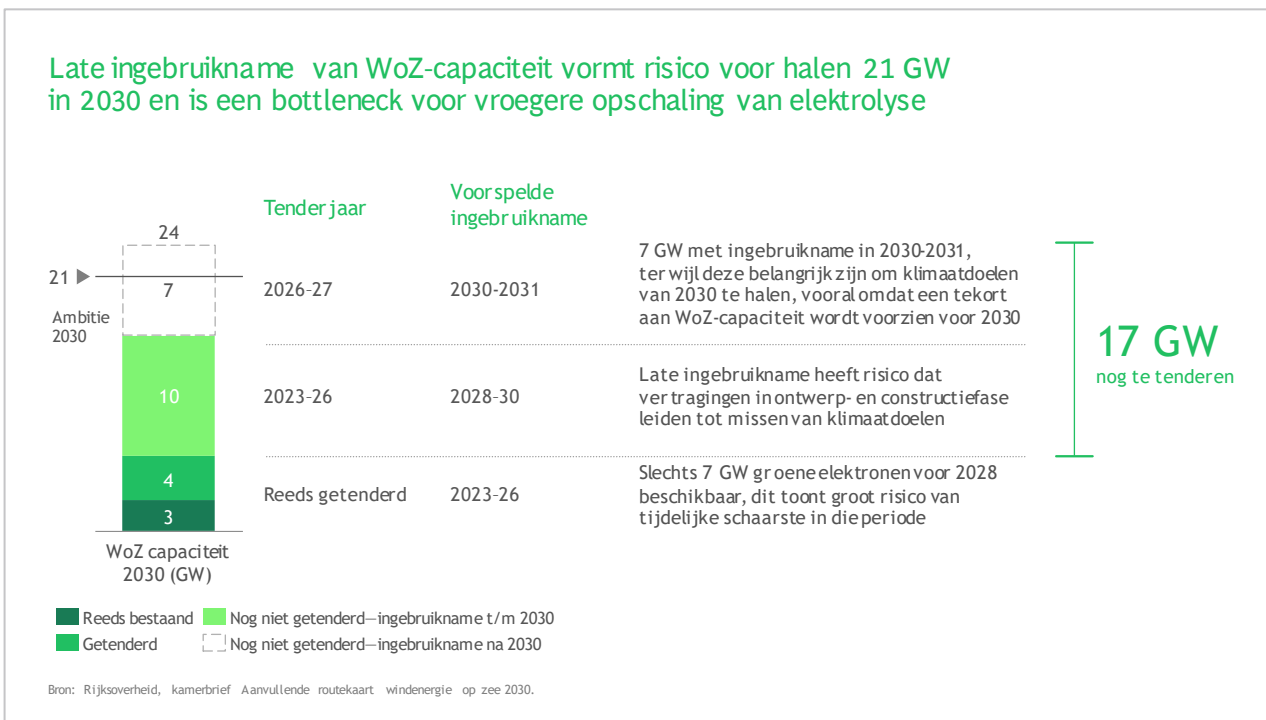 Late ingebruikname van WoZ-capaciteit vormt risico voor halen 21 GW
in 2030 en is een bottleneck voor vroegere opschaling van elektrolyse
24
21
7
Ambitie
2030
10
4
3
WoZ capaciteit
2030 (GW)
Tender jaar
Voorspelde
ingebruikname
2026-27
2030-2031
7 GW met ingebruikname in 2030-2031,
terwijl deze belangrijk zijn om klimaatdoelen
van 2030 te halen, vooral omdat een tekort
aan WoZ-capaciteit wordt voorzien voor 2030
2023-26
2028-30
Late ingebruikname heeft risico dat
vertragingen in ontwerp- en constructiefase
leiden tot missen van klimaatdoelen
Reeds getenderd
2023-26
Slechts 7 GW groene elektronen voor 2028
beschikbaar, dit toont groot risico van
tijdelijke schaarste in die periode
17 GW
nog te tenderen
Reeds bestaand
Nog niet getenderd—ingebruikname t/m 2030
Getenderd
Nog niet getenderd—ingebruikname na 2030
Bron: Rijksoverheid, kamerbrief Aanvullende routekaart windenergie op zee 2030.